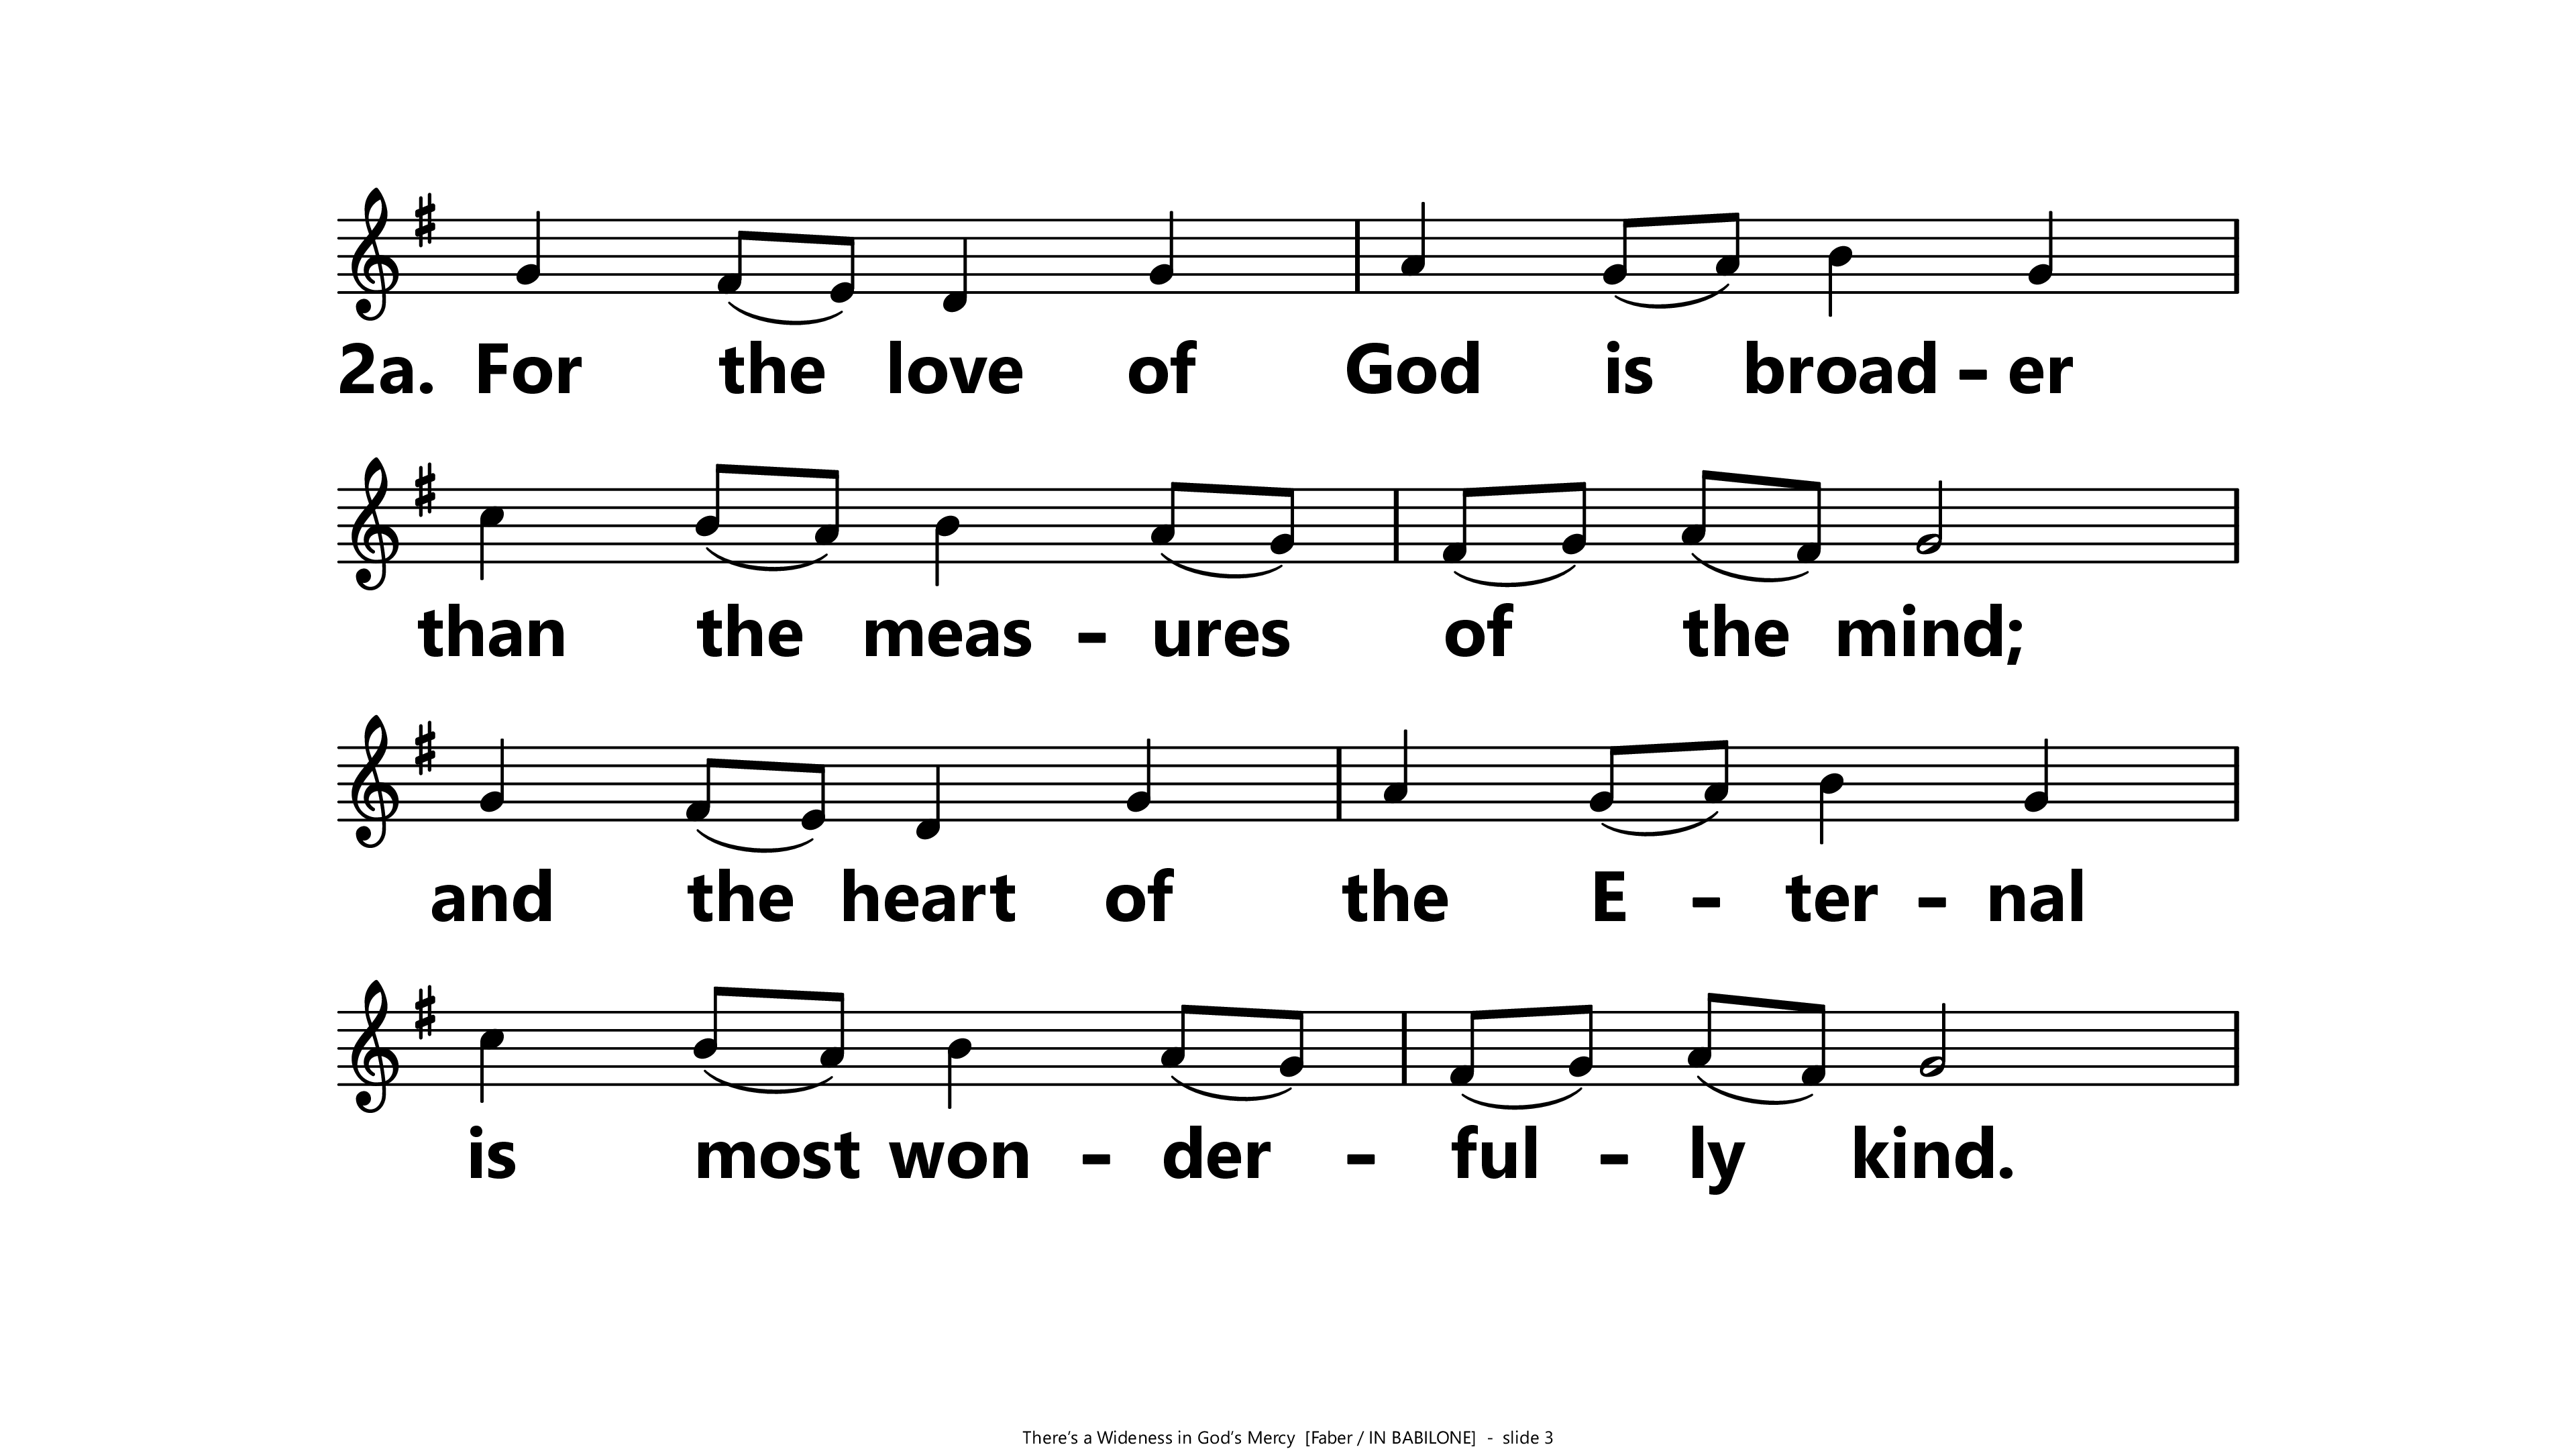 2a. For the love of God is broad - er
than the meas - ures of the mind;
and the heart of the E - ter - nal
is most won - der - ful - ly kind.
There's a Wideness in God's Mercy [Faber / IN BABILONE] - slide 3